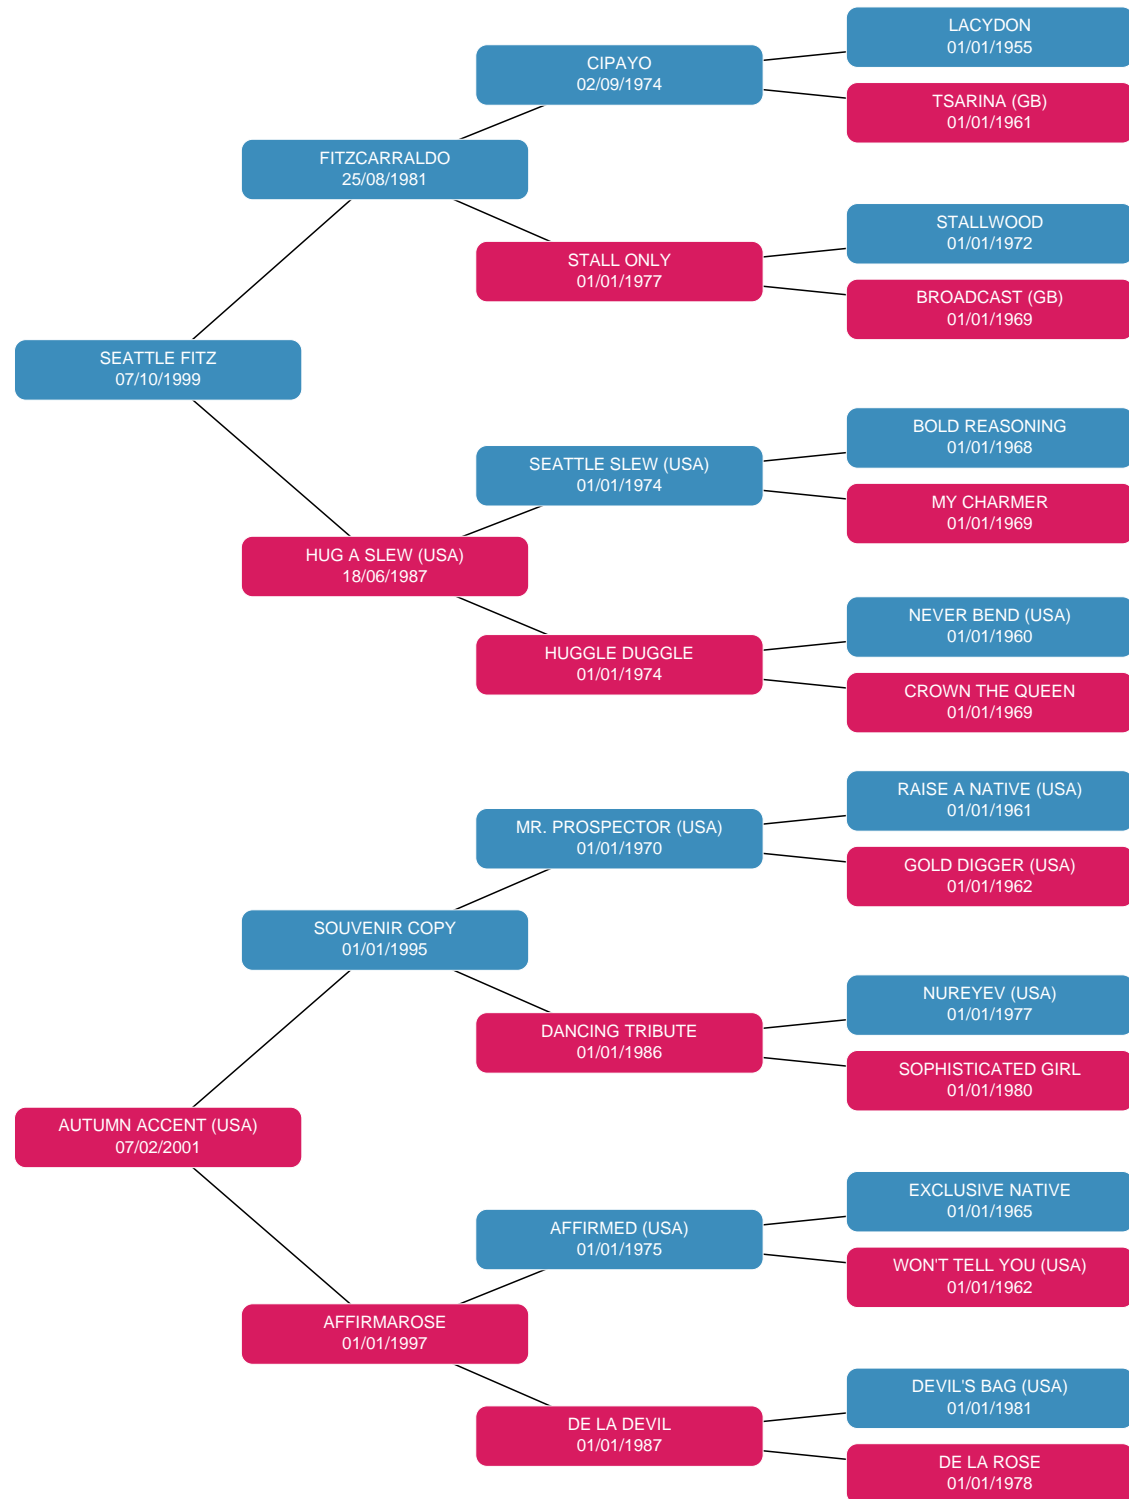 LACYDON
01/01/1955
CIPAYO
02/09/1974
TSARINA (GB)
01/01/1961
FITZCARRALDO
25/08/1981
STALLWOOD
01/01/1972
STALL ONLY
01/01/1977
BROADCAST (GB)
01/01/1969
SEATTLE FITZ
07/10/1999
BOLD REASONING
01/01/1968
SEATTLE SLEW (USA)
01/01/1974
MY CHARMER
01/01/1969
HUG A SLEW (USA)
18/06/1987
NEVER BEND (USA)
01/01/1960
HUGGLE DUGGLE
01/01/1974
CROWN THE QUEEN
01/01/1969
RAISE A NATIVE (USA)
01/01/1961
MR. PROSPECTOR (USA)
01/01/1970
GOLD DIGGER (USA)
01/01/1962
SOUVENIR COPY
01/01/1995
NUREYEV (USA)
01/01/1977
DANCING TRIBUTE
01/01/1986
SOPHISTICATED GIRL
01/01/1980
AUTUMN ACCENT (USA)
07/02/2001
EXCLUSIVE NATIVE
01/01/1965
AFFIRMED (USA)
01/01/1975
WON'T TELL YOU (USA)
01/01/1962
AFFIRMAROSE
01/01/1997
DEVIL'S BAG (USA)
01/01/1981
DE LA DEVIL
01/01/1987
DE LA ROSE
01/01/1978